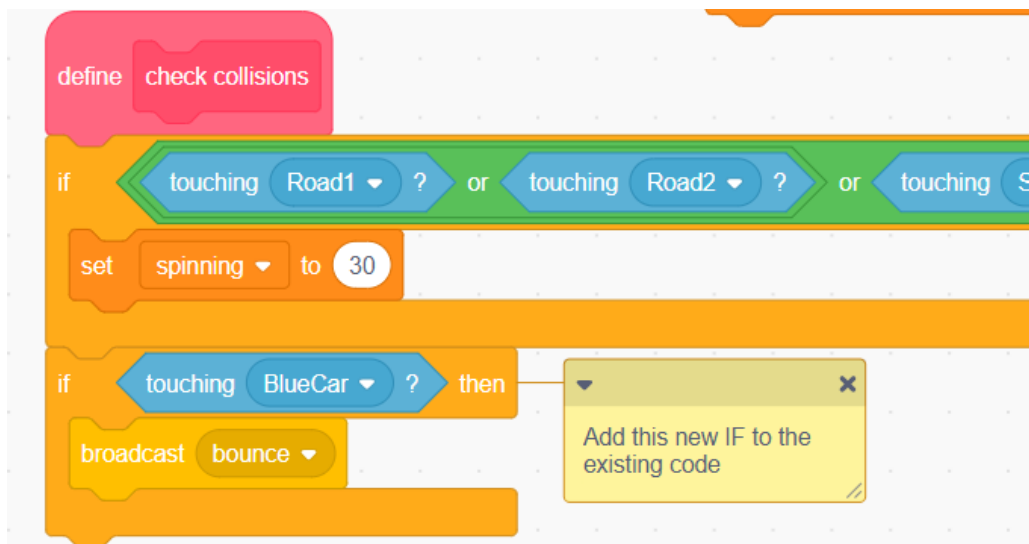 define check collisions
if touching Road1 ? or touching Road2 ? or touching
set spinning to 30
if touching BlueCar ? then
broadcast bounce
Add this new IF to the
existing code